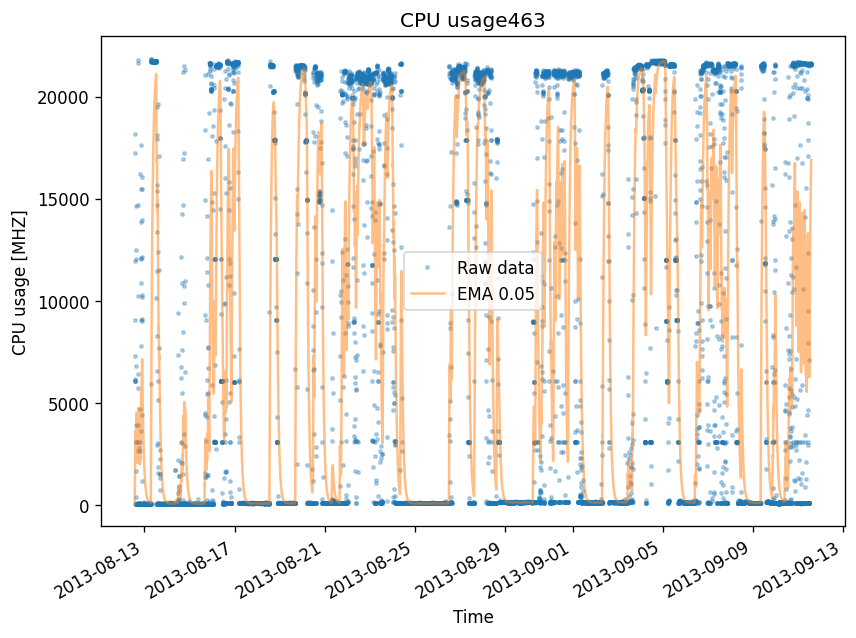 CPU usage463
CPU usage [MHZ]
20000
15000
10000
5000
0
Raw data
EMA 0.05
2013-08-13
2013-08-17
2013-08-21
2013-08-25
2013-08-29
2013-09-01
2013-09-05
2013-09-09
2013-09-13
Time